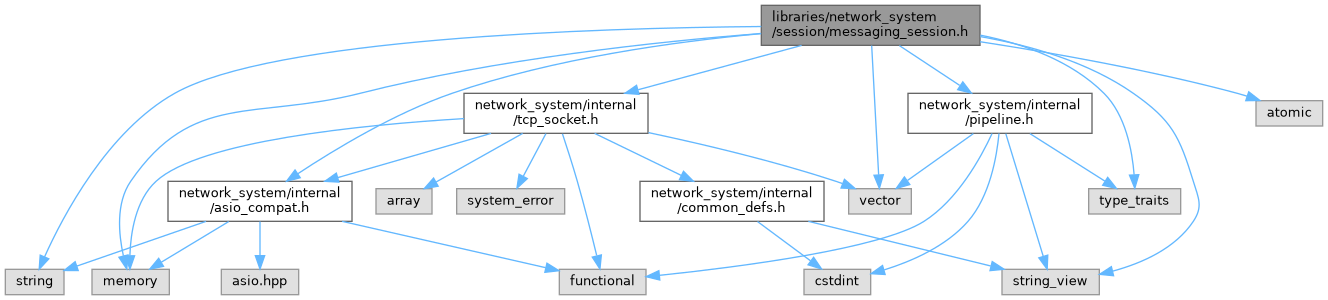 libraries/network_system
/session/messaging_session.h
network_system/internal
/tcp_socket.h
network_system/internal
/pipeline.h
atomic
network_system/internal
/asio_compat.h
array
system_error
network_system/internal
/common_defs.h
vector
type_traits
string
memory
asio.hpp
functional
cstdint
string_view